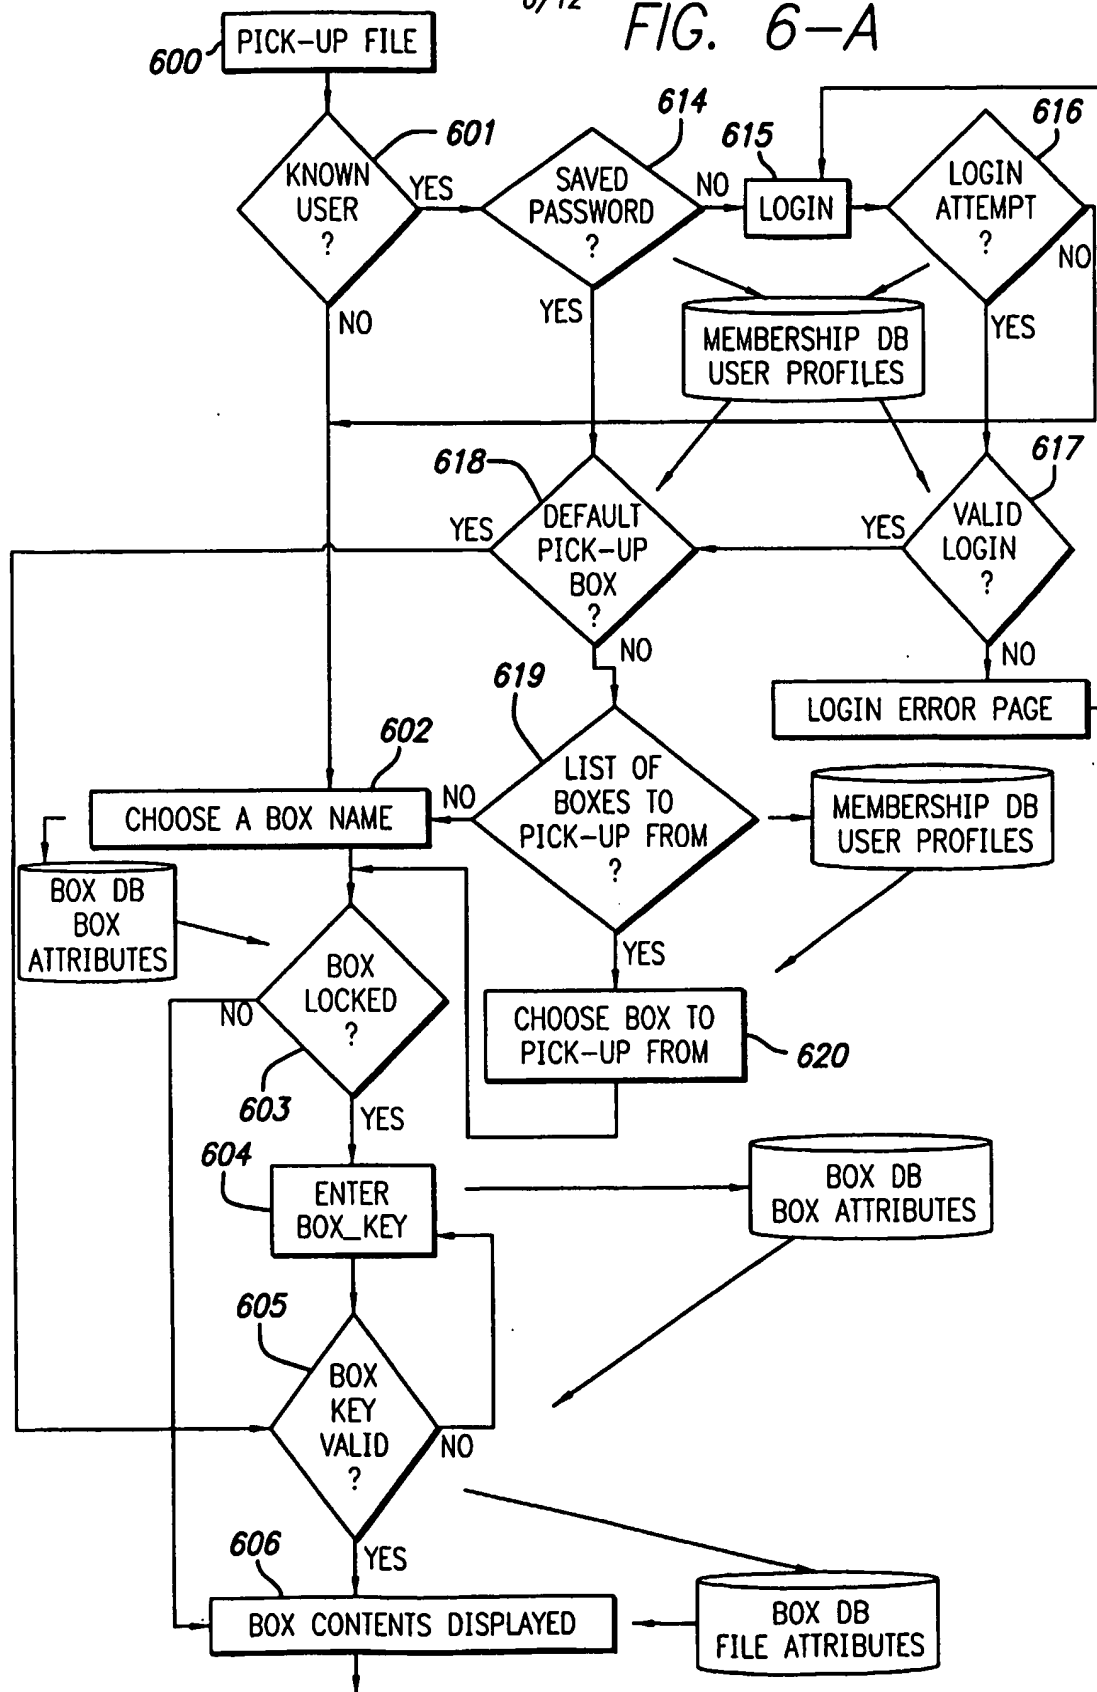 6/12
FIG. 6-A
PICK-UP FILE
600
601
KNOWN
USER
?
YES
NO
614
SAVED
PASSWORD
?
NO
YES
615
LOGIN
616
LOGIN
ATTEMPT
?
NO
YES
MEMBERSHIP DB
USER PROFILES
617
VALID
LOGIN
?
YES
NO
LOGIN ERROR PAGE
618
DEFAULT
PICK-UP
BOX
?
YES
NO
619
LIST OF
BOXES TO
PICK-UP FROM
?
NO
YES
MEMBERSHIP DB
USER PROFILES
602
CHOOSE A BOX NAME
BOX DB
BOX
ATTRIBUTES
BOX
LOCKED
?
NO
603
YES
CHOOSE BOX TO
PICK-UP FROM
620
604
ENTER
BOX_KEY
BOX DB
BOX ATTRIBUTES
605
BOX
KEY
VALID
?
NO
YES
606
BOX CONTENTS DISPLAYED
BOX DB
FILE ATTRIBUTES